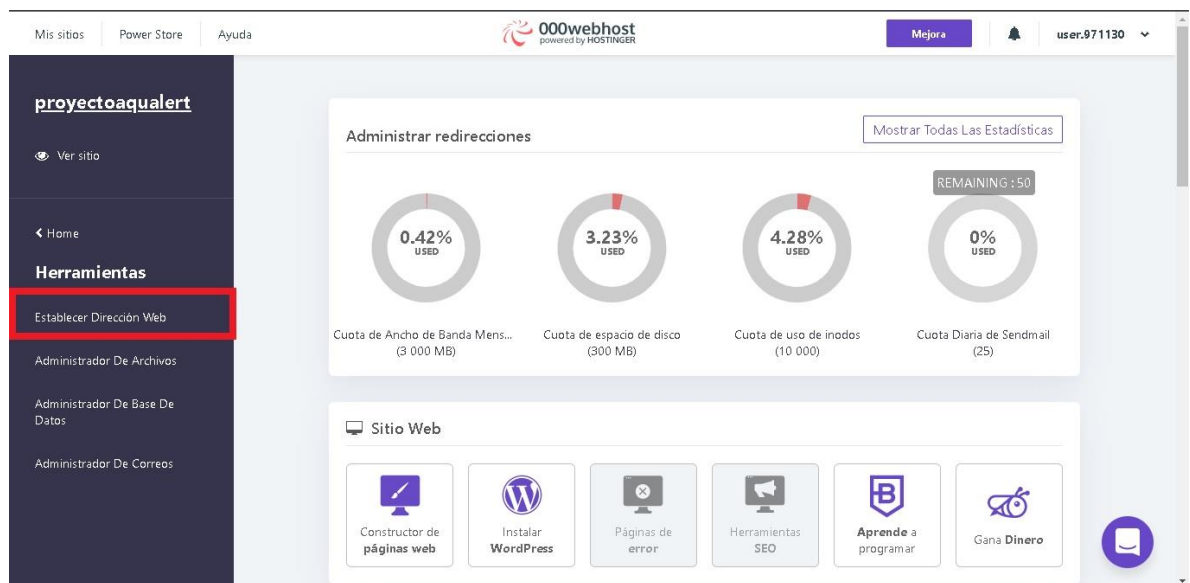 Mis sitios
Power Store
Ayuda
000webhost
powered by HOSTINGER
Mejora
user.971130
proyectoaqualert
Ver sitio
Home
Herramientas
Establecer Dirección Web
Administrador De Archivos
Administrador De Base De
Datos
Administrador De Correos
Administrar redirecciones
Mostrar Todas Las Estadísticas
REMAINING : 50
0.42%
USED
3.23%
USED
4.28%
USED
0%
USED
Cuota de Ancho de Banda Mens...
(3 000 MB)
Cuota de espacio de disco
(300 MB)
Cuota de uso de inodos
(10 000)
Cuota Diaria de Sendmail
(25)
Sitio Web
Constructor de
páginas web
Instalar
WordPress
Páginas de
error
Herramientas
SEO
Aprende a
programar
Gana Dinero